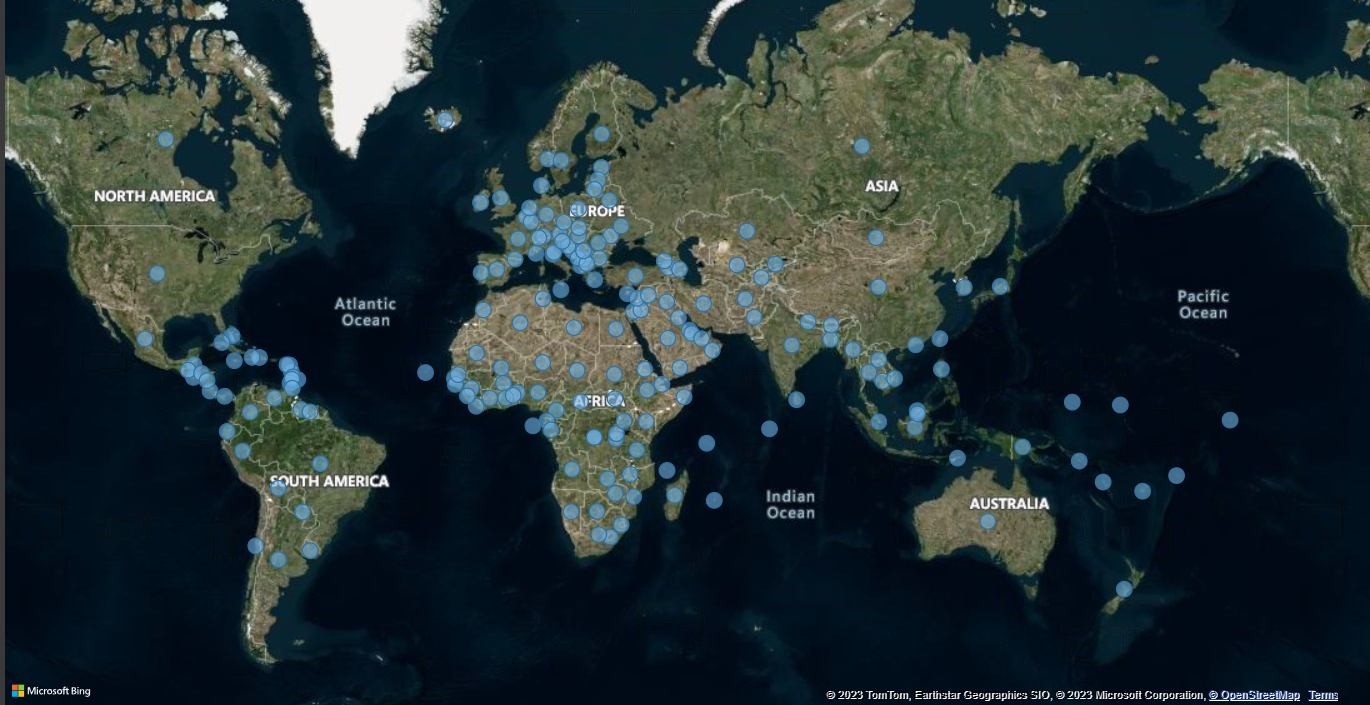 NORTH AMERICA
ASIA
EUROPE
Atlantic
Ocean
Pacific
Ocean
AFRICA
SOUTH AMERICA
Indian
Ocean
AUSTRALIA
Microsoft Bing
© 2023 TomTom, Earthstar Geographics SIO, © 2023 Microsoft Corporation, © OpenStreetMap Terms